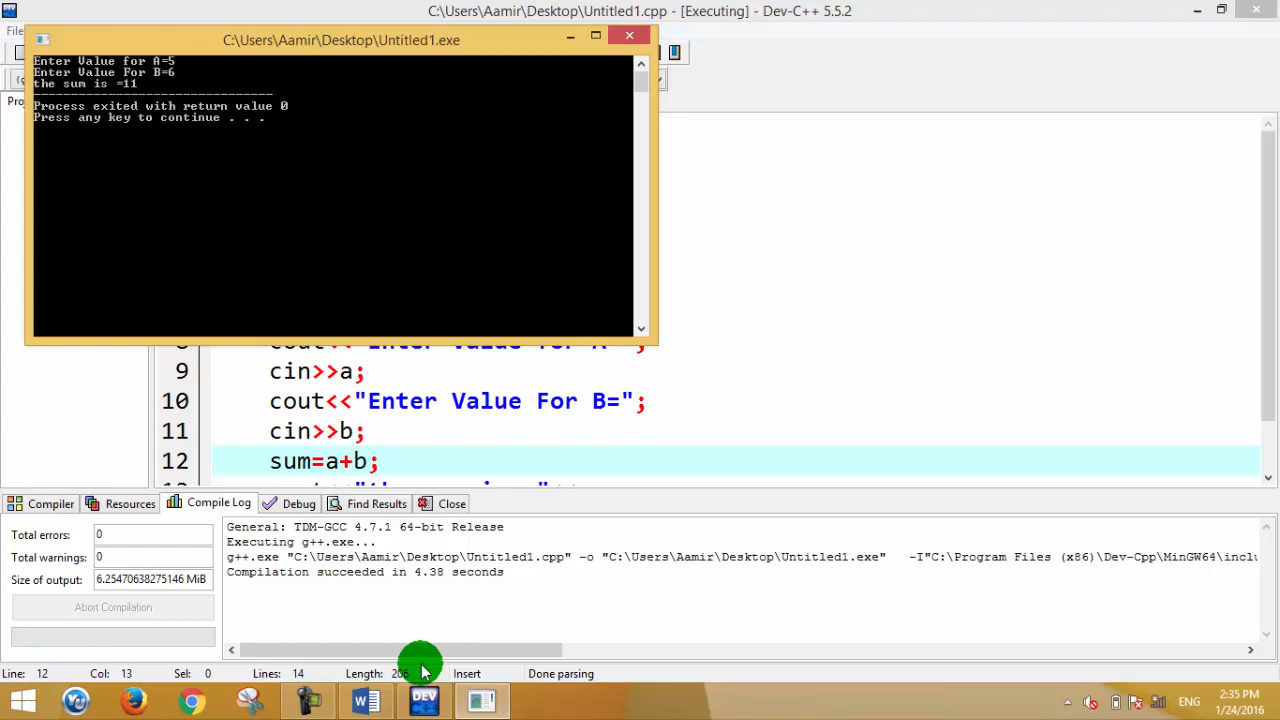 C:\Users\Aamir\Desktop\Untitled1.cpp - [Executing] - Dev-C++ 5.5.2
File
C:\Users\Aamir\Desktop\Untitled1.exe
Enter Value for A=5
Enter Value For B=6
the sum is =11
--------------------------------
Process exited with return value 0
Press any key to continue . . .
9 cin>>a;
10 cout<<"Enter Value For B=";
11 cin>>b;
12 sum=a+b;
Compiler Resources Compile Log Debug Find Results Close
Total errors: 0
Total warnings: 0
Size of output: 6.25470638275146 MiB
Abort Compilation
General: TDM-GCC 4.7.1 64-bit Release
Executing g++.exe...
g++.exe "C:\Users\Aamir\Desktop\Untitled1.cpp" -o "C:\Users\Aamir\Desktop\Untitled1.exe" -I"C:\Program Files (x86)\Dev-Cpp\MinGW64\inclu
Compilation succeeded in 4.38 seconds
Line: 12 Col: 13 Sel: 0 Lines: 14 Length: 206 Insert Done parsing
DEV
ENG
2:35 PM
1/24/2016